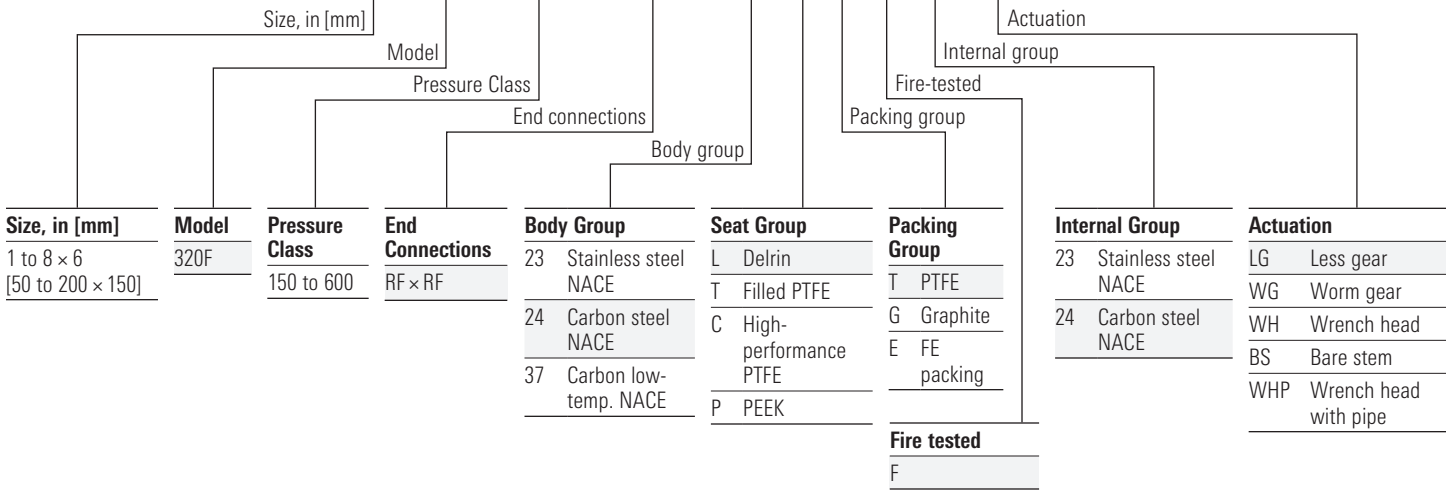 Size, in [mm]
Actuation
Model
Internal group
Pressure Class
Fire-tested
End connections
Packing group
Body group
Size, in [mm]
1 to 8 × 6
[50 to 200 × 150]
Model
320F
Pressure
Class
150 to 600
End
Connections
RF × RF
Body Group
23 Stainless steel
NACE
24 Carbon steel
NACE
37 Carbon low-
temp. NACE
Seat Group
L Delrin
T Filled PTFE
C High-
performance
PTFE
P PEEK
Packing
Group
T PTFE
G Graphite
E FE
packing
Fire tested
F
Internal Group
23 Stainless steel
NACE
24 Carbon steel
NACE
Actuation
LG Less gear
WG Worm gear
WH Wrench head
BS Bare stem
WHP Wrench head
with pipe